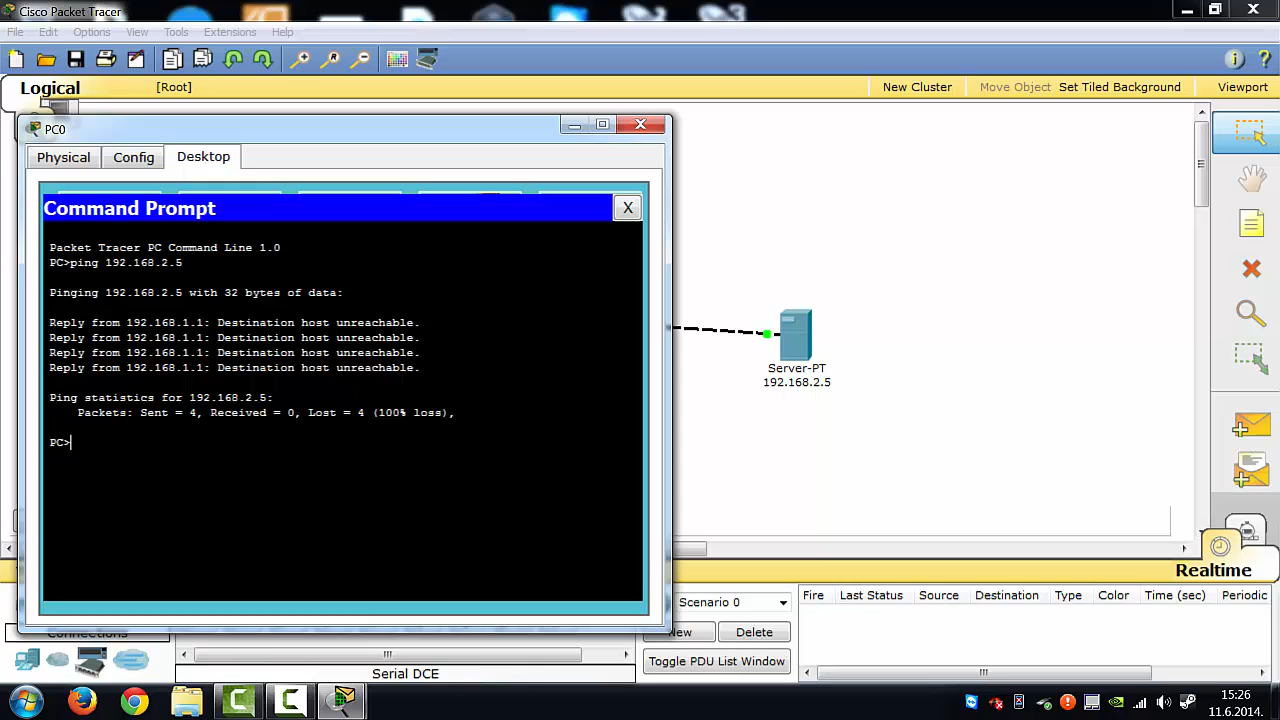 Cisco Packet Tracer
File Edit Options View Tools Extensions Help
Logical [Root] New Cluster Move Object Set Tiled Background Viewport
PC0
Physical Config Desktop
Command Prompt X
Packet Tracer PC Command Line 1.0
PC>ping 192.168.2.5
Pinging 192.168.2.5 with 32 bytes of data:
Reply from 192.168.1.1: Destination host unreachable.
Reply from 192.168.1.1: Destination host unreachable.
Reply from 192.168.1.1: Destination host unreachable.
Reply from 192.168.1.1: Destination host unreachable.
Ping statistics for 192.168.2.5:
Packets: Sent = 4, Received = 0, Lost = 4 (100% loss),
PC>
Server-PT
192.168.2.5
Realtime
Scenario 0
Fire Last Status Source Destination Type Color Time (sec) Periodic
New Delete
Connections
Toggle PDU List Window
Serial DCE
15:26
11.6.2014.